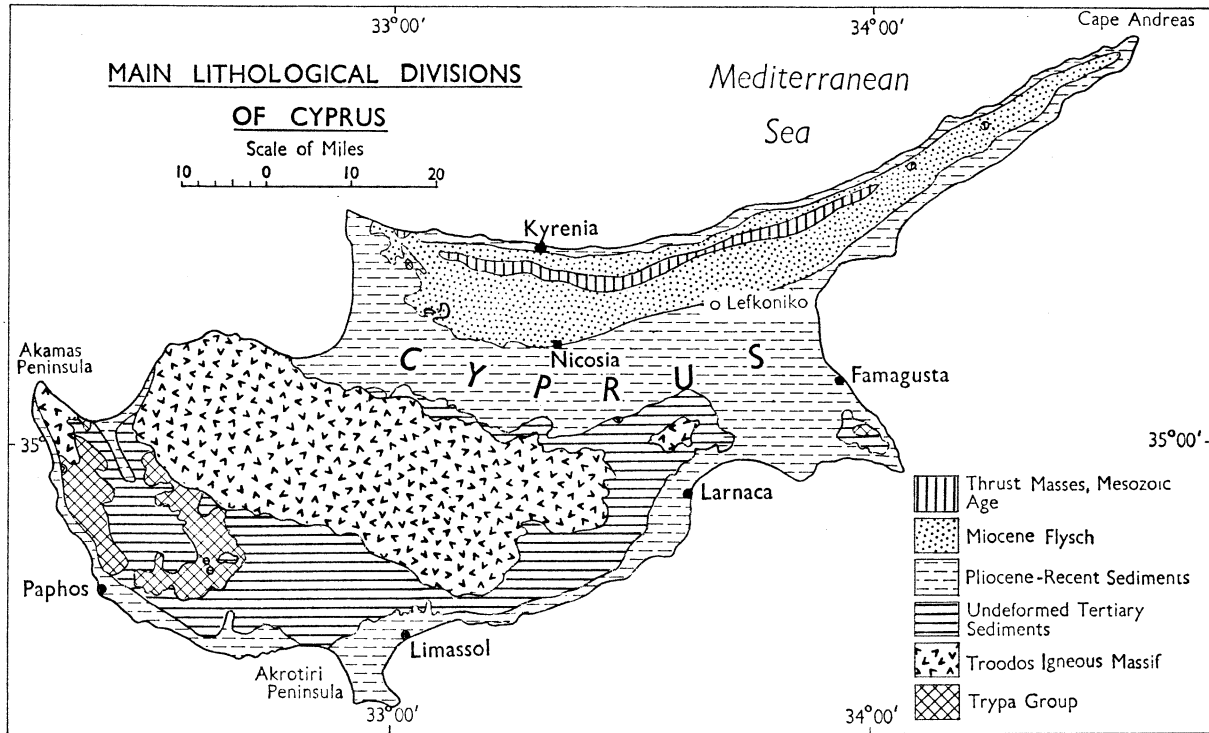 33°00′
34°00′
Cape Andreas
MAIN LITHOLOGICAL DIVISIONS
OF CYPRUS
Scale of Miles
10 0 10 20
Mediterranean
Sea
Kyrenia
Lefkoniko
Akamas
Peninsula
Nicosia
CYPRUS
Famagusta
35°
35°00′
Larnaca
Paphos
Limassol
Akrotiri
Peninsula
33°00′
34°00′
Thrust Masses, Mesozoic
Age
Miocene Flysch
Pliocene-Recent Sediments
Undeformed Tertiary
Sediments
Troodos Igneous Massif
Trypa Group